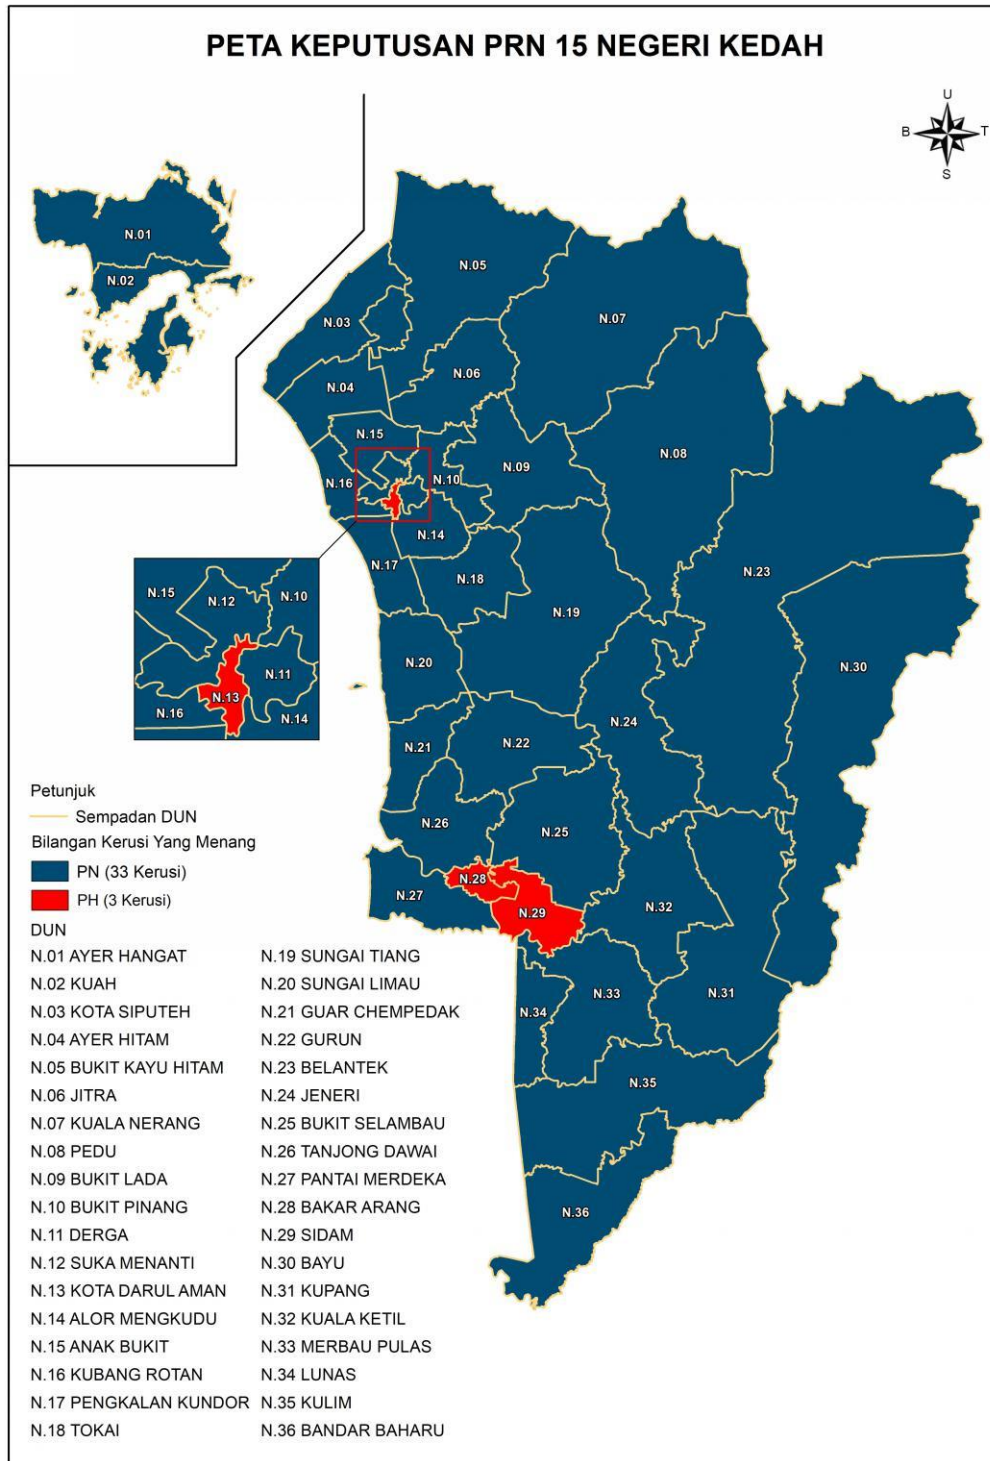 PETA KEPUTUSAN PRN 15 NEGERI KEDAH
U
B
T
S
N.01
N.02
N.05
N.03
N.07
N.04
N.06
N.15
N.08
N.09
N.16
N.10
N.14
N.17
N.18
N.23
N.19
N.20
N.30
N.24
N.21
N.22
N.26
N.25
N.28
N.27
N.29
N.32
N.33
N.31
N.34
N.35
N.36
N.15
N.12
N.10
N.11
N.13
N.16
N.14
Petunjuk
Sempadan DUN
Bilangan Kerusi Yang Menang
PN (33 Kerusi)
PH (3 Kerusi)
DUN
N.01 AYER HANGAT
N.02 KUAH
N.03 KOTA SIPUTEH
N.04 AYER HITAM
N.05 BUKIT KAYU HITAM
N.06 JITRA
N.07 KUALA NERANG
N.08 PEDU
N.09 BUKIT LADA
N.10 BUKIT PINANG
N.11 DERGA
N.12 SUKA MENANTI
N.13 KOTA DARUL AMAN
N.14 ALOR MENGKUDU
N.15 ANAK BUKIT
N.16 KUBANG ROTAN
N.17 PENGKALAN KUNDOR
N.18 TOKAI
N.19 SUNGAI TIANG
N.20 SUNGAI LIMAU
N.21 GUAR CHEMPEDAK
N.22 GURUN
N.23 BELANTEK
N.24 JENERI
N.25 BUKIT SELAMBAU
N.26 TANJONG DAWAI
N.27 PANTAI MERDEKA
N.28 BAKAR ARANG
N.29 SIDAM
N.30 BAYU
N.31 KUPANG
N.32 KUALA KETIL
N.33 MERBAU PULAS
N.34 LUNAS
N.35 KULIM
N.36 BANDAR BAHARU